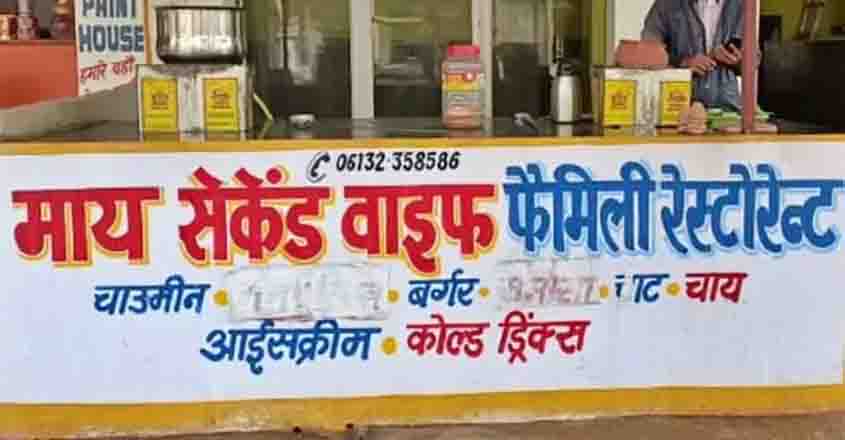 PAINT
HOUSE
हमारे यहाँ
06132-358586
माय सेकेंड वाइफ फैमिली रेस्टोरेन्ट
चाउमीन • • बर्गर • • चाट • चाय
आईसक्रीम • कोल्ड ड्रिंक्स